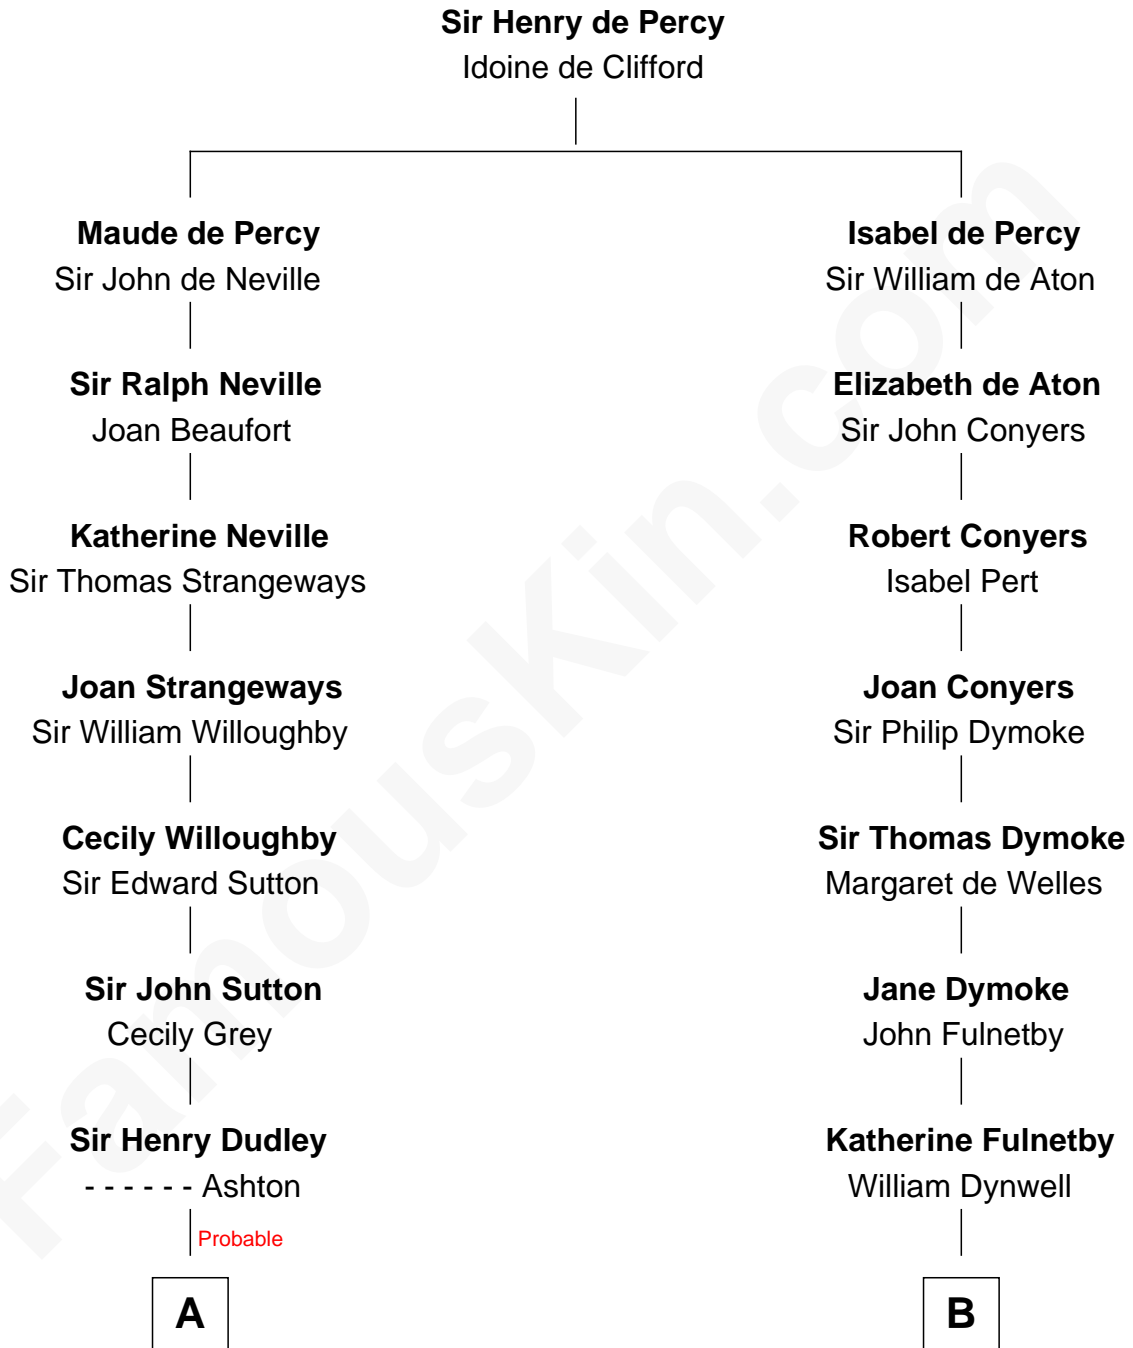 Sir Henry de Percy
Idoine de Clifford
Maude de Percy
Sir John de Neville
Isabel de Percy
Sir William de Aton
Sir Ralph Neville
Joan Beaufort
Elizabeth de Aton
Sir John Conyers
Katherine Neville
Sir Thomas Strangeways
Robert Conyers
Isabel Pert
Joan Strangeways
Sir William Willoughby
Joan Conyers
Sir Philip Dymoke
Cecily Willoughby
Sir Edward Sutton
Sir Thomas Dymoke
Margaret de Welles
Sir John Sutton
Cecily Grey
Jane Dymoke
John Fulnetby
Sir Henry Dudley
- - - - - - Ashton
Katherine Fulnetby
William Dynwell
Probable
A
B
FamousKin.com